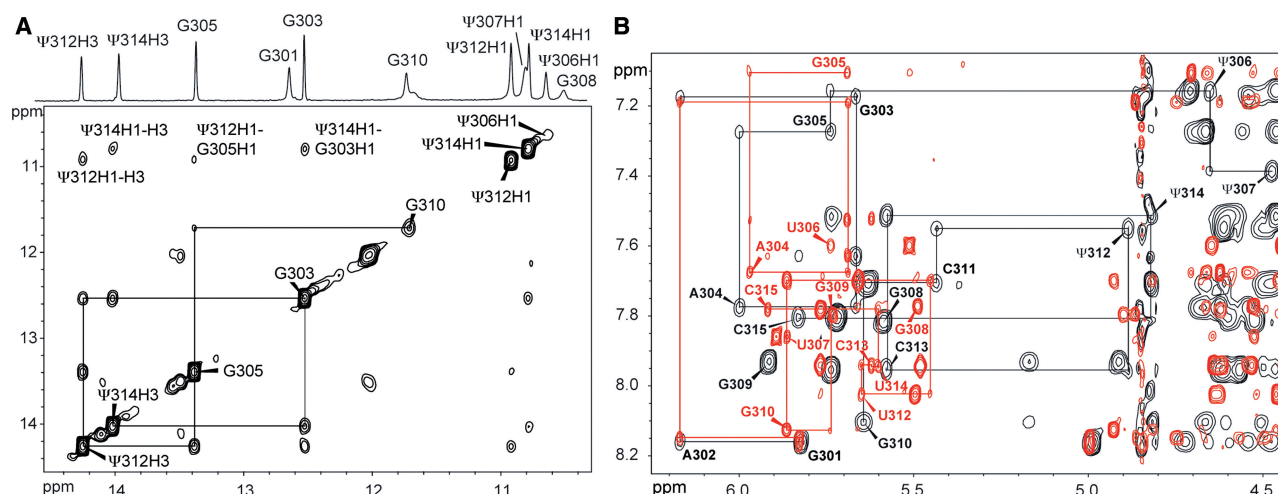 A
Ψ312H3
Ψ314H3
G305
G301
G303
G310
Ψ307H1
Ψ312H1
Ψ314H1
Ψ306H1
G308
ppm
11
12
13
14
Ψ314H1-H3
Ψ312H1-
G305H1
Ψ314H1-
G303H1
Ψ312H1-H3
Ψ306H1
Ψ314H1
Ψ312H1
G310
G303
G305
Ψ314H3
Ψ312H3
ppm
14
13
12
11
B
ppm
7.2
7.4
7.6
7.8
8.0
8.2
G305
G303
G305
Ψ306
Ψ307
Ψ314
Ψ312
U306
A304
C311
A304
C315
G309
G308
C315
G308
U307
C313
C313
G309
U314
U312
G310
G310
A302
G301
ppm
6.0
5.5
5.0
4.5